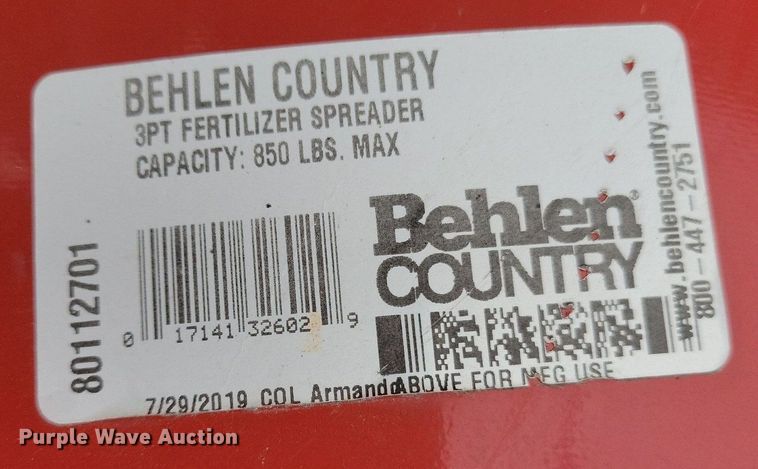 BEHLEN COUNTRY
3PT FERTILIZER SPREADER
CAPACITY: 850 LBS. MAX
80112701
0 17141 32602 9
Behlen®
COUNTRY
www.behlencountry.com
800-447-2751
7/29/2019 COL Armando
ABOVE FOR MFG USE
Purple Wave Auction